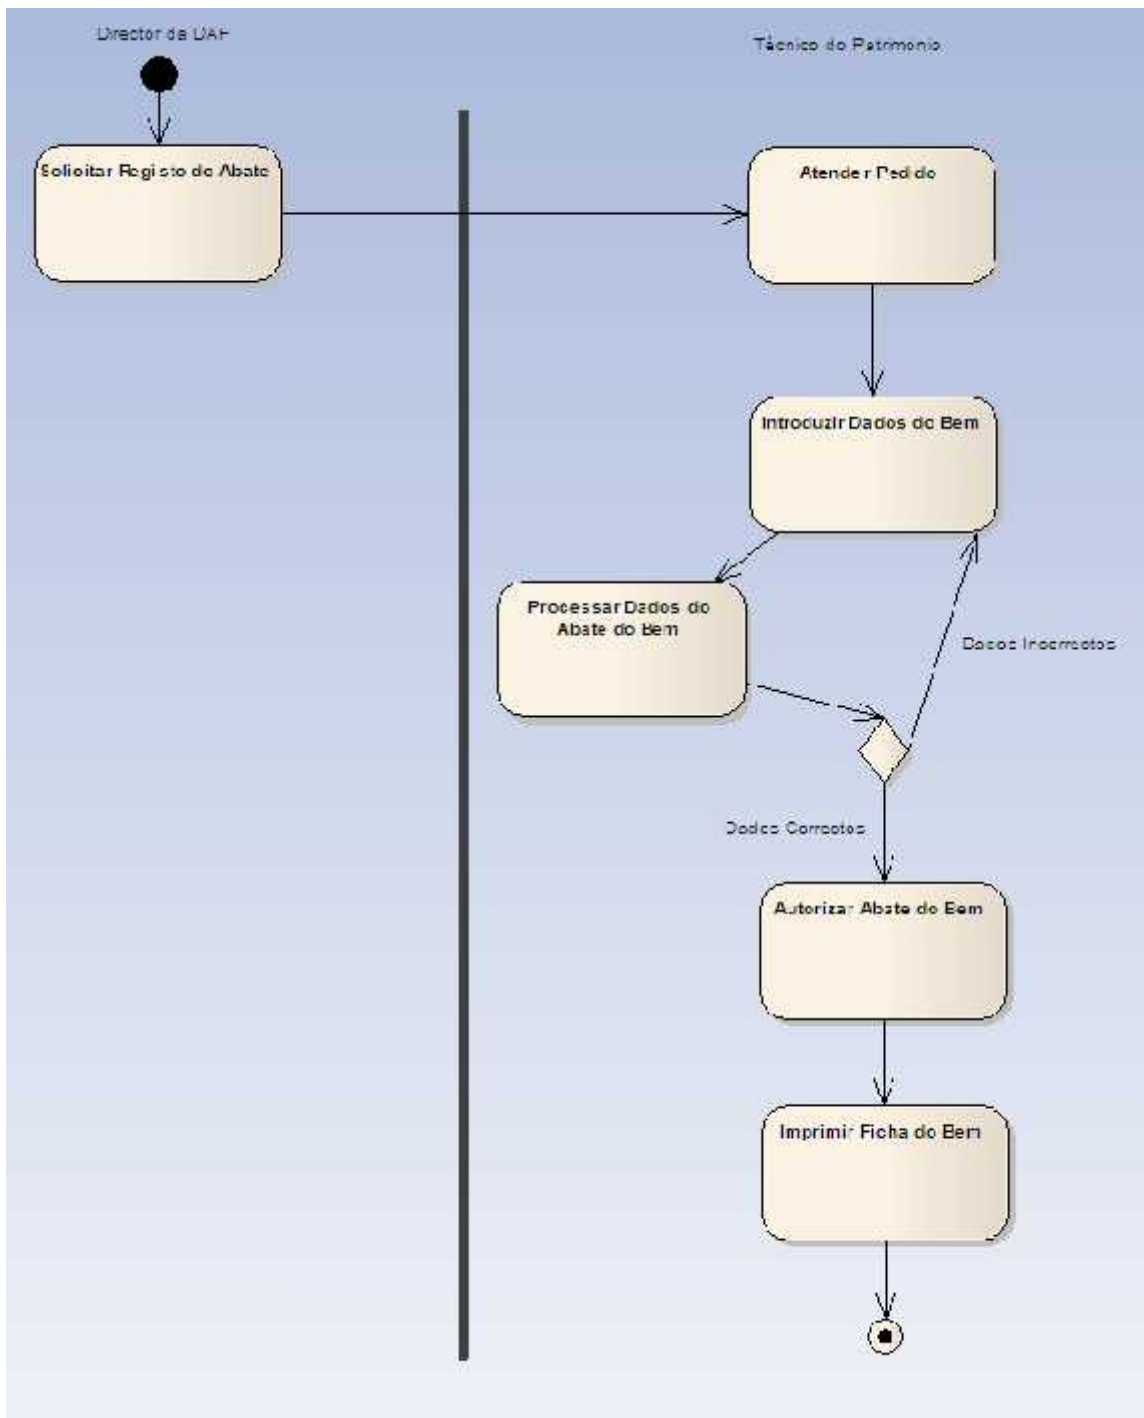 Director da DAF
Técnico do Patrimonio
Solicitar Registo do Abate
Atender Pedido
Introduzir Dados do Bem
Processar Dados do
Abate do Bem
Dados Incorrectos
Dados Correctos
Autorizar Abate do Bem
Imprimir Ficha do Bem